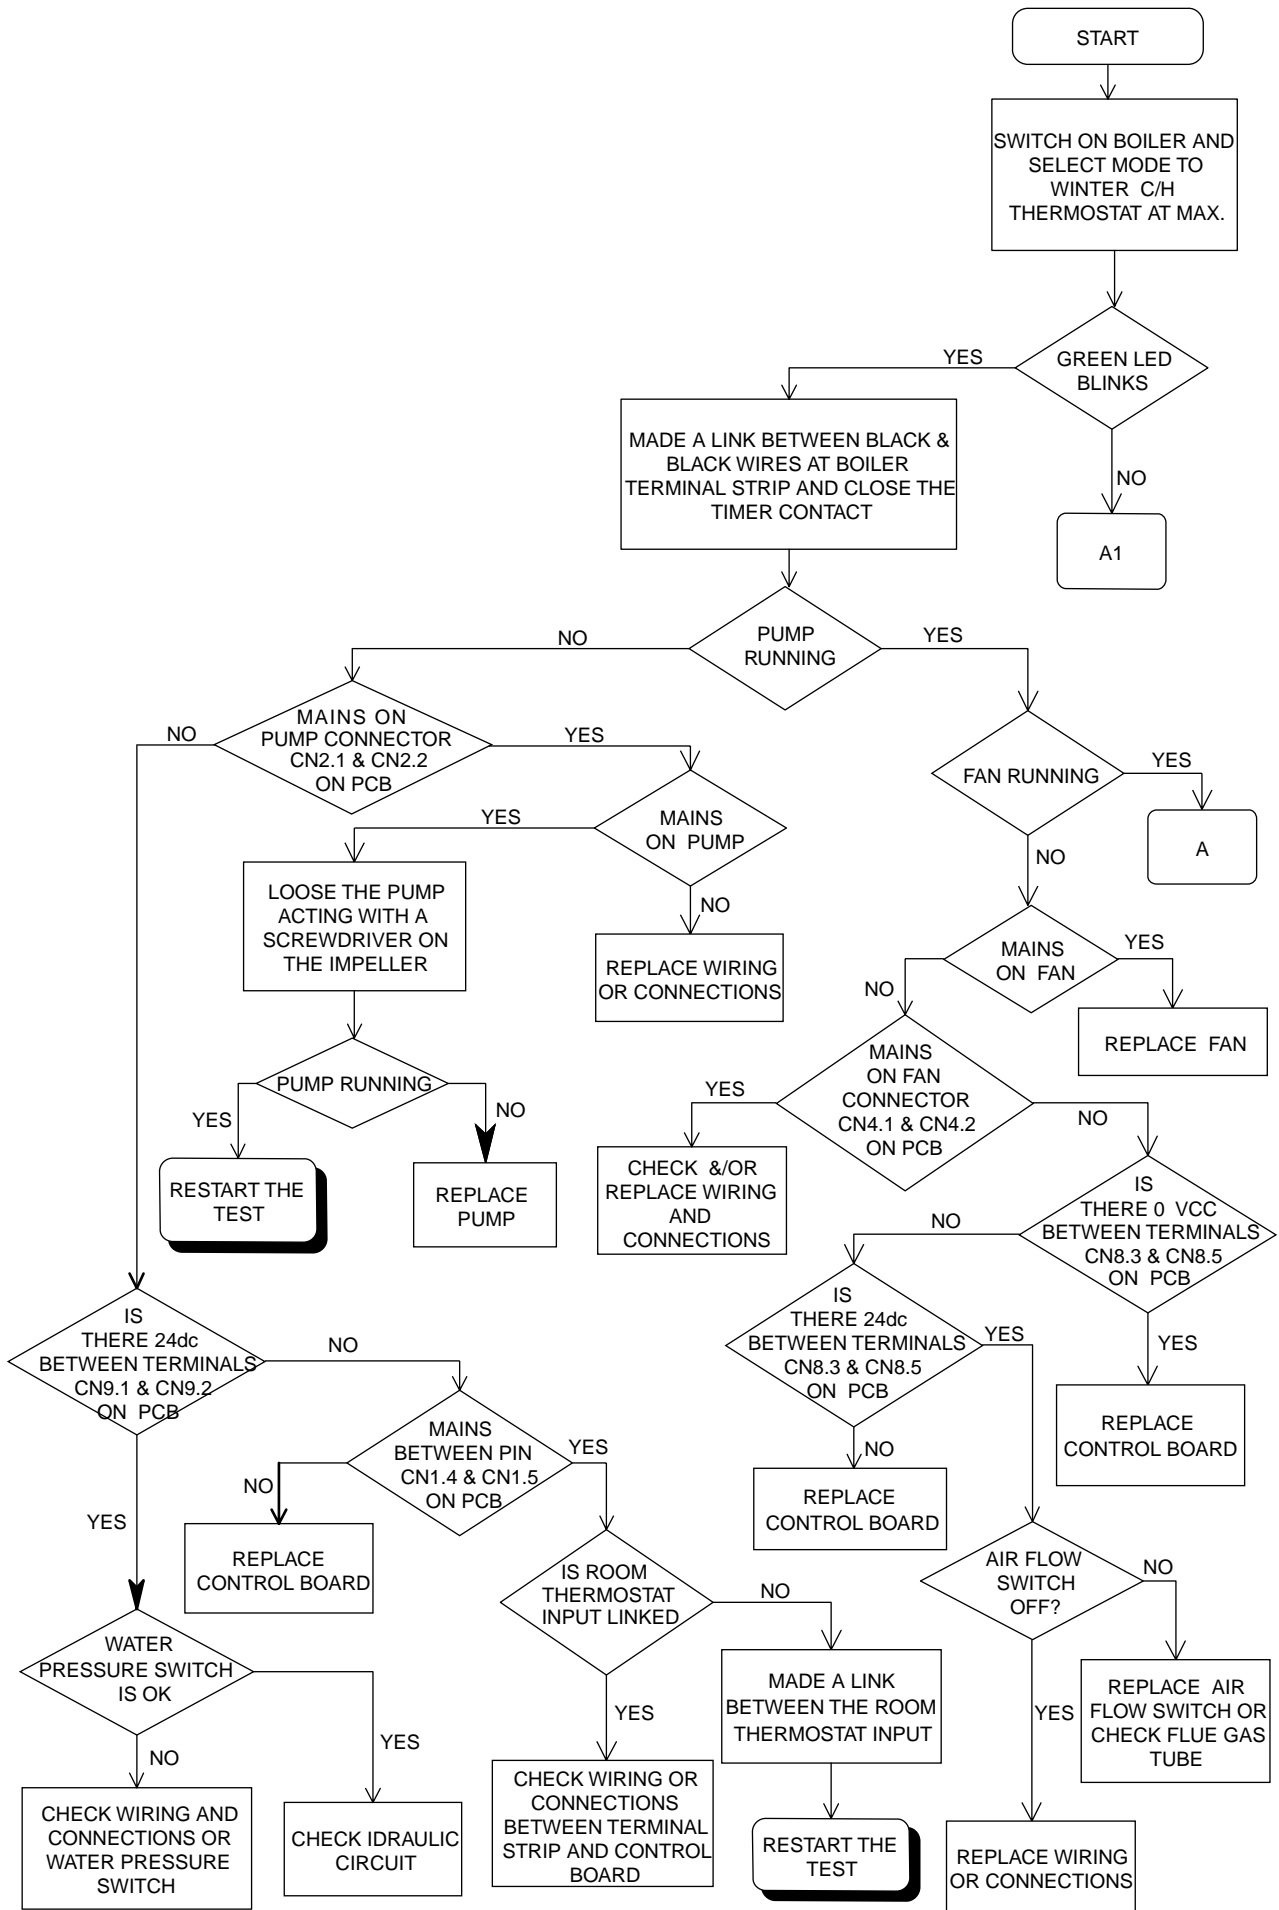 START
SWITCH ON BOILER AND
SELECT MODE TO
WINTER C/H
THERMOSTAT AT MAX.
GREEN LED
BLINKS
YES
NO
A1
MADE A LINK BETWEEN BLACK &
BLACK WIRES AT BOILER
TERMINAL STRIP AND CLOSE THE
TIMER CONTACT
PUMP
RUNNING
NO
YES
MAINS ON
PUMP CONNECTOR
CN2.1 & CN2.2
ON PCB
NO
YES
MAINS
ON PUMP
YES
NO
LOOSE THE PUMP
ACTING WITH A
SCREWDRIVER ON
THE IMPELLER
REPLACE WIRING
OR CONNECTIONS
PUMP RUNNING
YES
NO
RESTART THE
TEST
REPLACE
PUMP
FAN RUNNING
YES
A
NO
MAINS
ON FAN
YES
NO
REPLACE FAN
MAINS
ON FAN
CONNECTOR
CN4.1 & CN4.2
ON PCB
YES
NO
CHECK &/OR
REPLACE WIRING
AND
CONNECTIONS
IS
THERE 0 VCC
BETWEEN TERMINALS
CN8.3 & CN8.5
ON PCB
NO
YES
REPLACE
CONTROL BOARD
IS
THERE 24dc
BETWEEN TERMINALS
CN8.3 & CN8.5
ON PCB
YES
NO
REPLACE
CONTROL BOARD
AIR FLOW
SWITCH
OFF?
NO
YES
REPLACE AIR
FLOW SWITCH OR
CHECK FLUE GAS
TUBE
REPLACE WIRING
OR CONNECTIONS
IS
THERE 24dc
BETWEEN TERMINALS
CN9.1 & CN9.2
ON PCB
NO
YES
MAINS
BETWEEN PIN
CN1.4 & CN1.5
ON PCB
NO
YES
REPLACE
CONTROL BOARD
IS ROOM
THERMOSTAT
INPUT LINKED
NO
YES
MADE A LINK
BETWEEN THE ROOM
THERMOSTAT INPUT
RESTART THE
TEST
CHECK WIRING OR
CONNECTIONS
BETWEEN TERMINAL
STRIP AND CONTROL
BOARD
WATER
PRESSURE SWITCH
IS OK
NO
YES
CHECK WIRING AND
CONNECTIONS OR
WATER PRESSURE
SWITCH
CHECK IDRAULIC
CIRCUIT